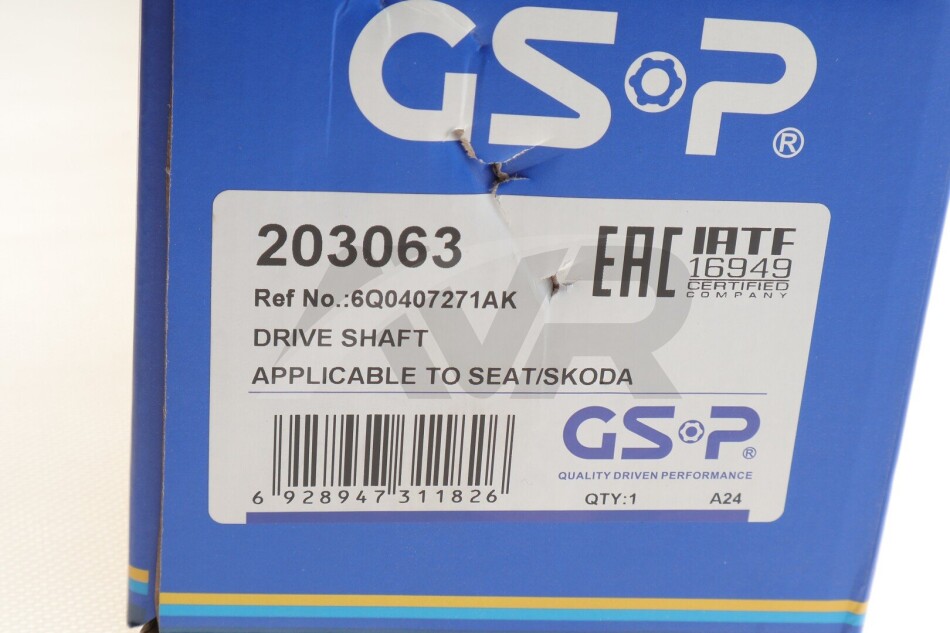 GSP®
203063
EAC
IATF
16949
CERTIFIED
COMPANY
Ref No.:6Q0407271AK
DRIVE SHAFT
APPLICABLE TO SEAT/SKODA
GSP®
QUALITY DRIVEN PERFORMANCE
6 928947 311826
QTY:1 A24